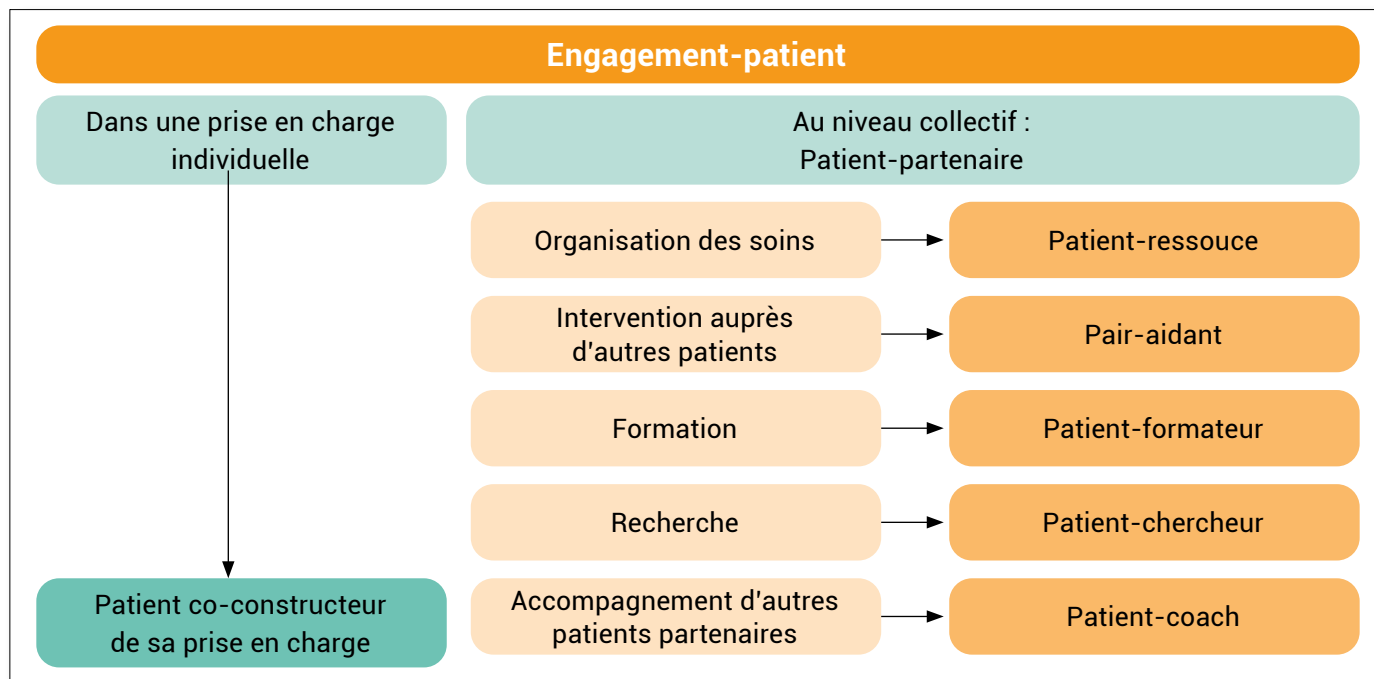 Engagement-patient
Dans une prise en charge
individuelle
Au niveau collectif :
Patient-partenaire
Organisation des soins
Patient-ressouce
Intervention auprès
d'autres patients
Pair-aidant
Formation
Patient-formateur
Recherche
Patient-chercheur
Patient co-constructeur
de sa prise en charge
Accompagnement d'autres
patients partenaires
Patient-coach